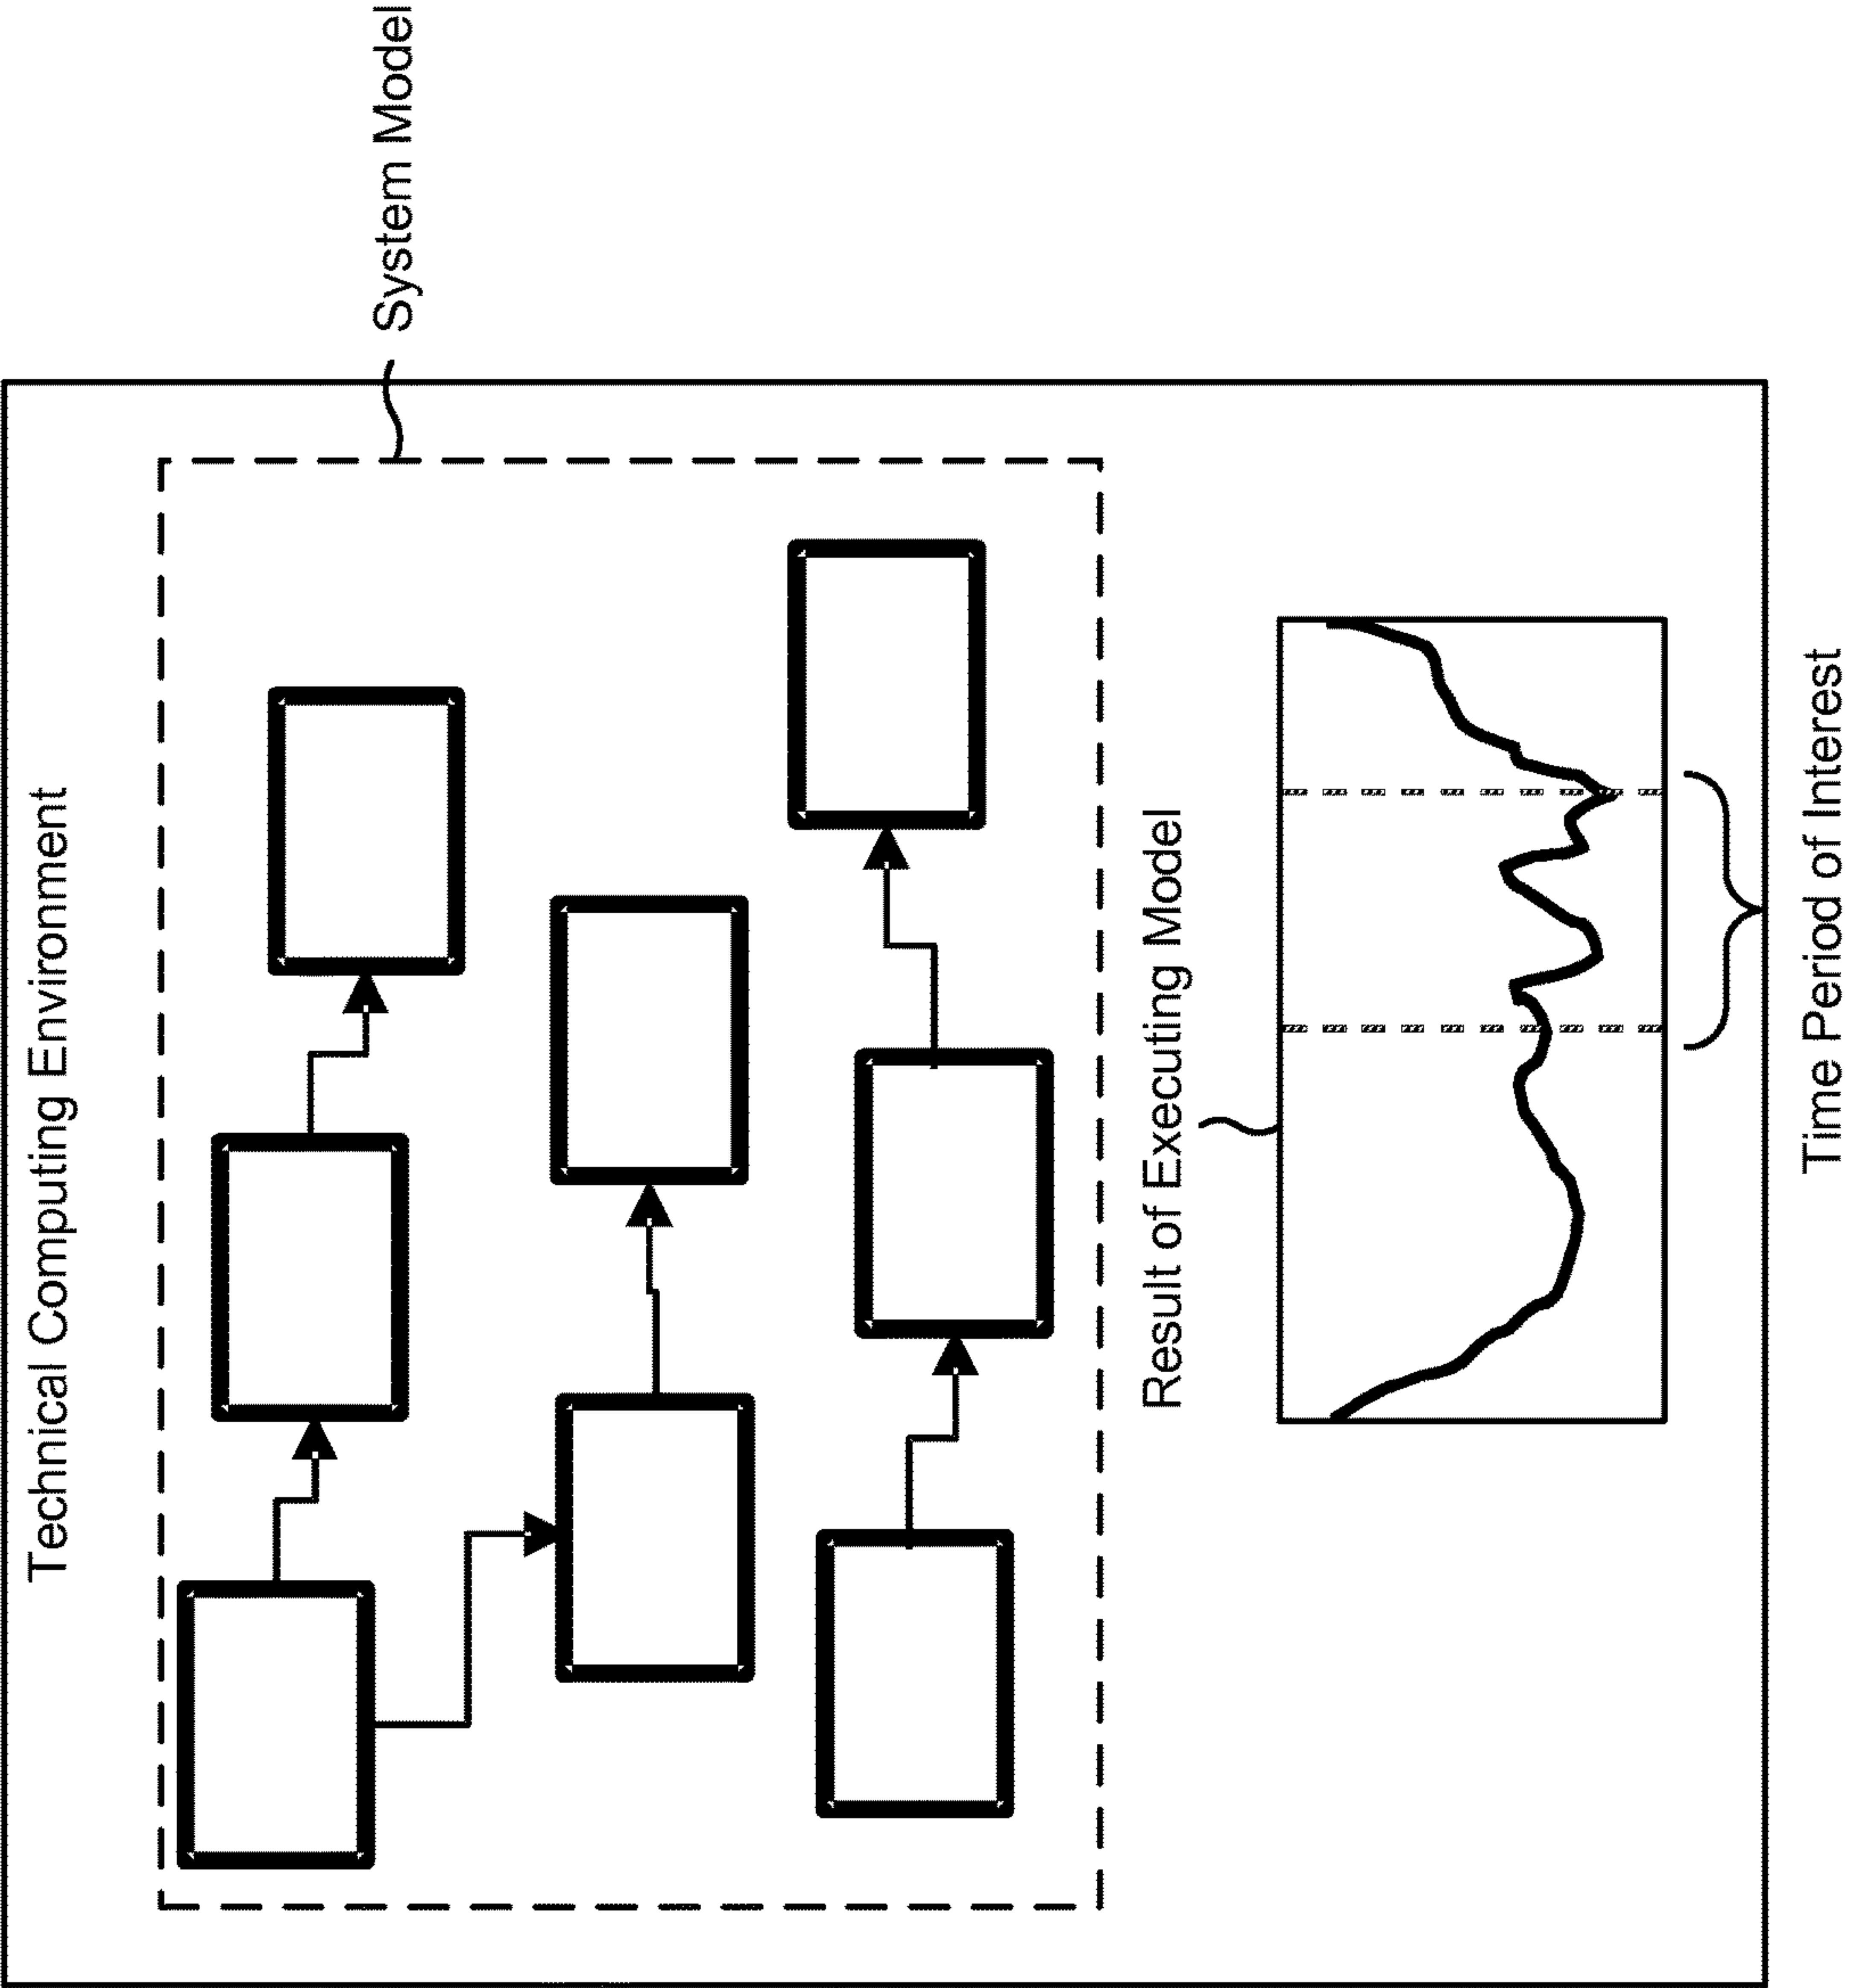 Technical Computing Environment
System Model
Result of Executing Model
Time Period of Interest